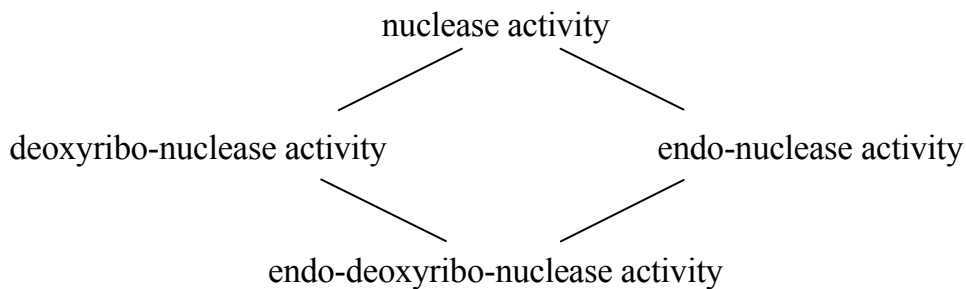 nuclease activity
deoxyribo-nuclease activity
endo-nuclease activity
endo-deoxyribo-nuclease activity